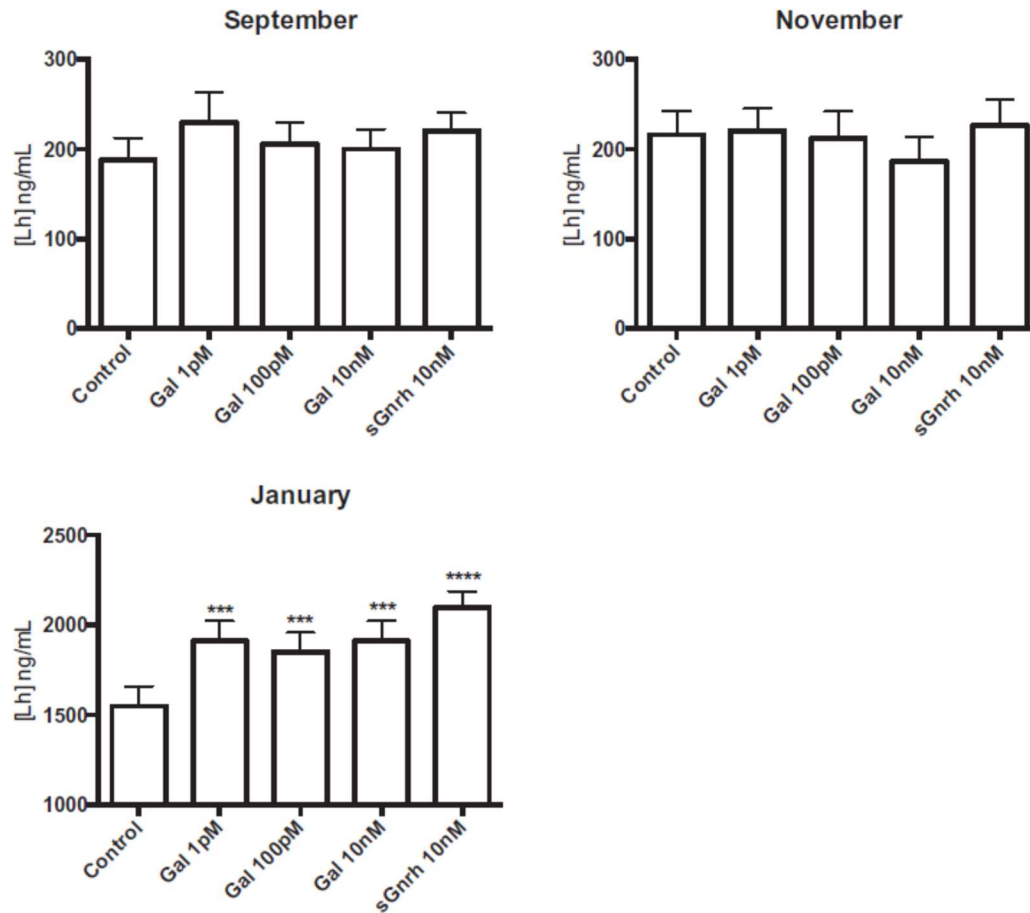 September
300
200
100
0
[Lh] ng/mL
Control
Gal 1pM
Gal 100pM
Gal 10nM
sGnrh 10nM
November
300
200
100
0
[Lh] ng/mL
Control
Gal 1pM
Gal 100pM
Gal 10nM
sGnrh 10nM
January
2500
2000
1500
1000
[Lh] ng/mL
***
***
***
****
Control
Gal 1pM
Gal 100pM
Gal 10nM
sGnrh 10nM